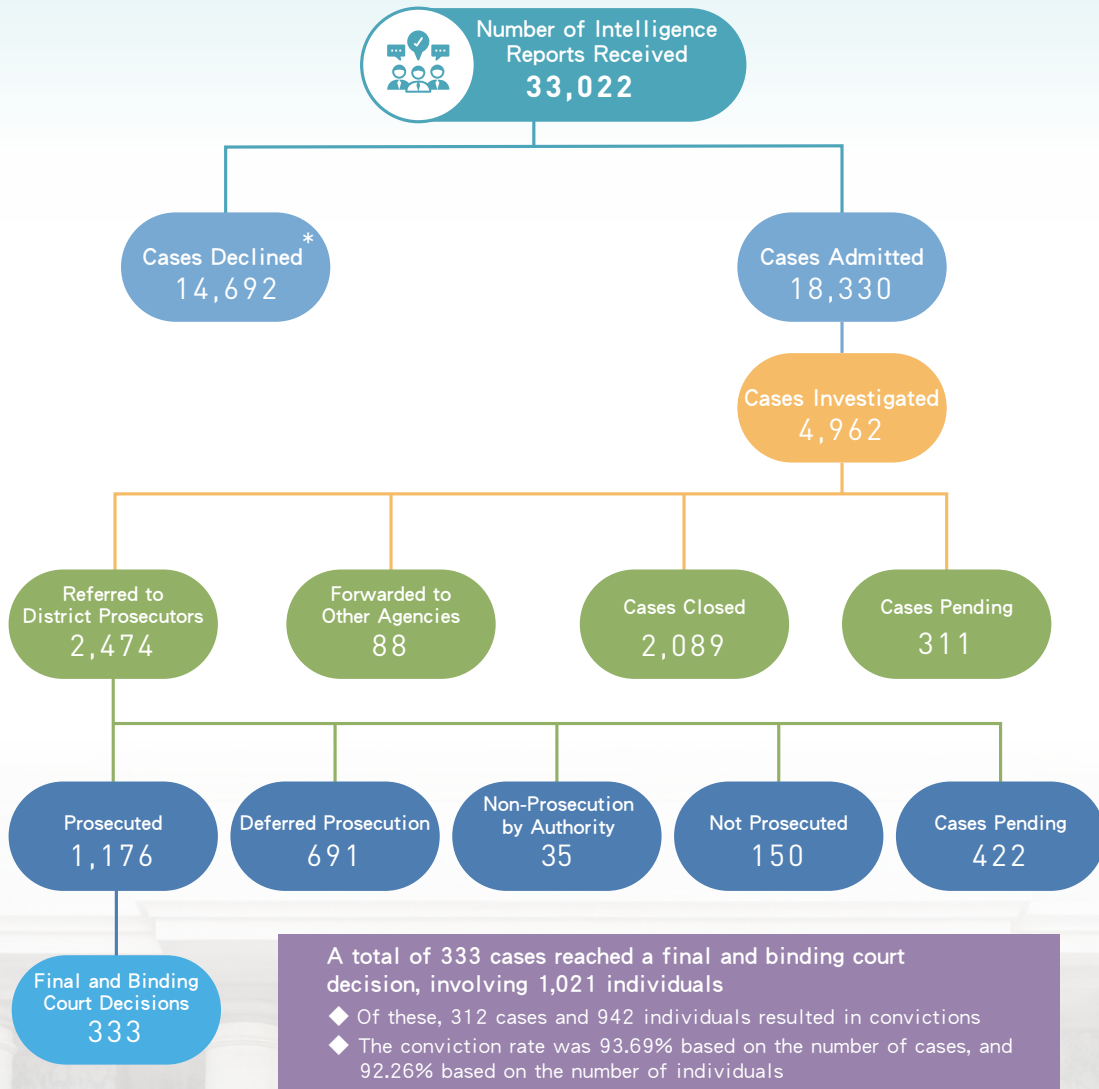 Number of Intelligence
Reports Received
33,022
Cases Declined*
14,692
Cases Admitted
18,330
Cases Investigated
4,962
Referred to
District Prosecutors
2,474
Forwarded to
Other Agencies
88
Cases Closed
2,089
Cases Pending
311
Prosecuted
1,176
Deferred Prosecution
691
Non-Prosecution
by Authority
35
Not Prosecuted
150
Cases Pending
422
Final and Binding
Court Decisions
333
A total of 333 cases reached a final and binding court
decision, involving 1,021 individuals
◆ Of these, 312 cases and 942 individuals resulted in convictions
◆ The conviction rate was 93.69% based on the number of cases, and
92.26% based on the number of individuals